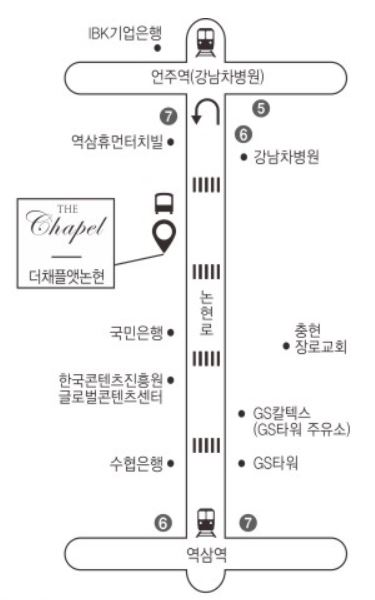 IBK기업은행
언주역(강남차병원)
7
5
6
역삼휴먼터치빌
강남차병원
THE
Chapel
더채플앳논현
논현로
국민은행
충현
장로교회
한국콘텐츠진흥원
글로벌콘텐츠센터
GS칼텍스
(GS타워 주유소)
수협은행
GS타워
6
7
역삼역